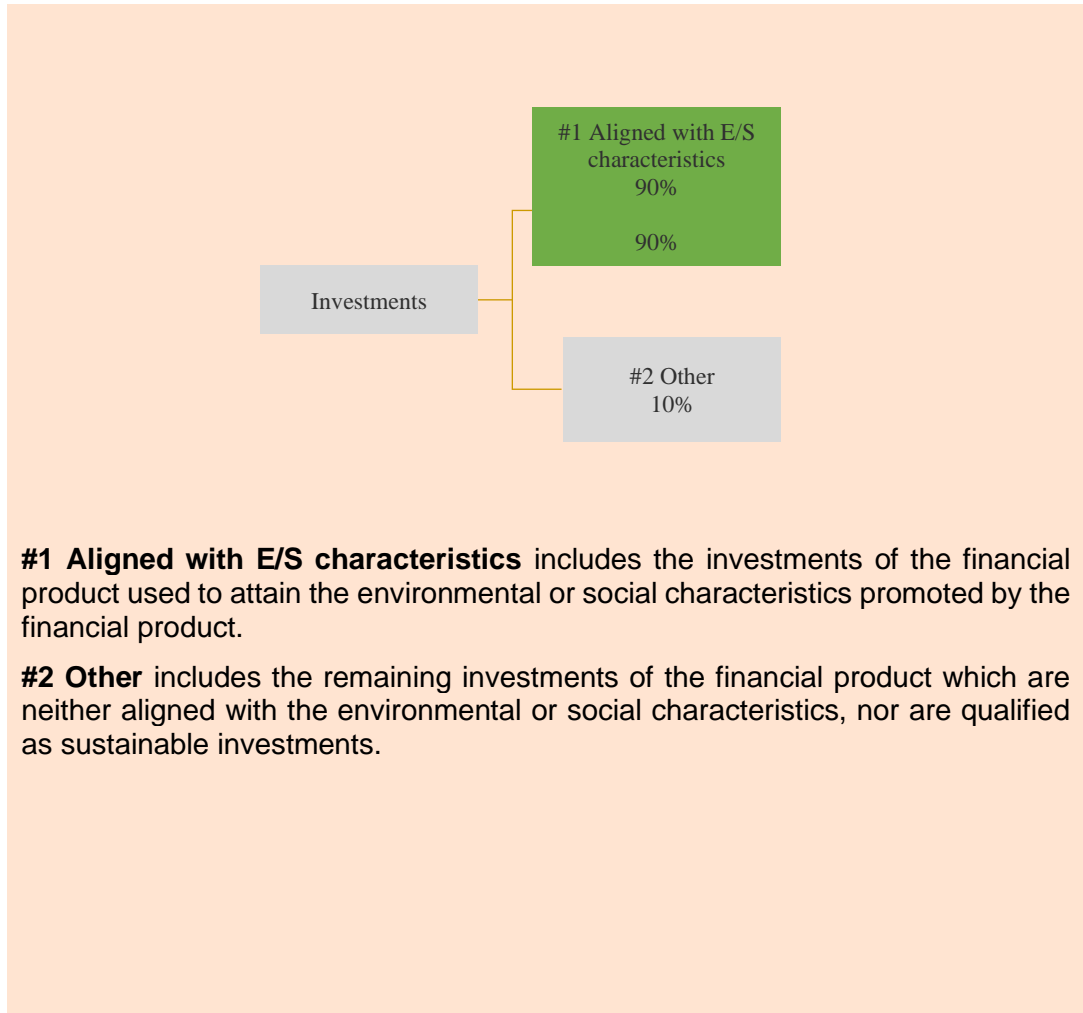 #1 Aligned with E/S
characteristics
90%
90%
Investments
#2 Other
10%
#1 Aligned with E/S characteristics includes the investments of the financial
product used to attain the environmental or social characteristics promoted by the
financial product.
#2 Other includes the remaining investments of the financial product which are
neither aligned with the environmental or social characteristics, nor are qualified
as sustainable investments.